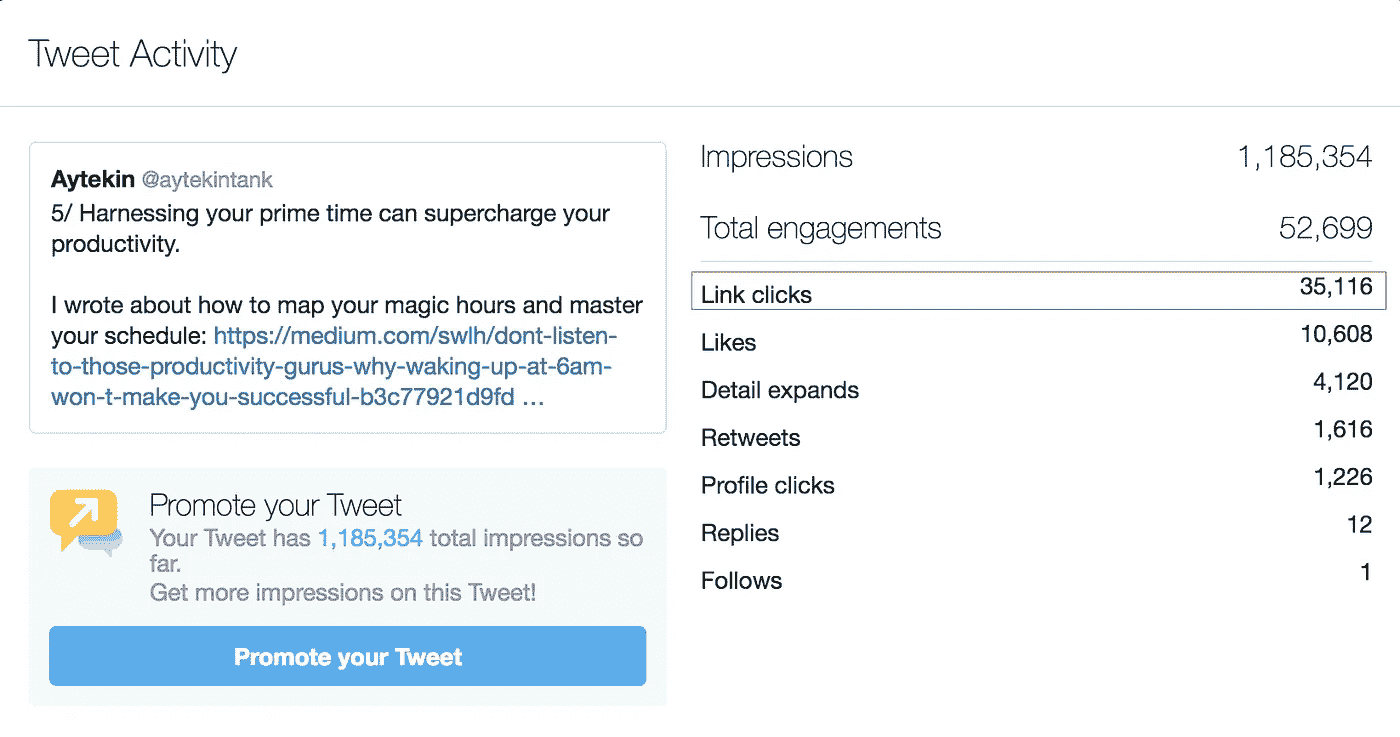 Tweet Activity
Aytekin @aytekintank
5/ Harnessing your prime time can supercharge your
productivity.
I wrote about how to map your magic hours and master
your schedule: https://medium.com/swlh/dont-listen-
to-those-productivity-gurus-why-waking-up-at-6am-
won-t-make-you-successful-b3c77921d9fd …
Promote your Tweet
Your Tweet has 1,185,354 total impressions so
far.
Get more impressions on this Tweet!
Promote your Tweet
Impressions 1,185,354
Total engagements 52,699
Link clicks 35,116
Likes 10,608
Detail expands 4,120
Retweets 1,616
Profile clicks 1,226
Replies 12
Follows 1